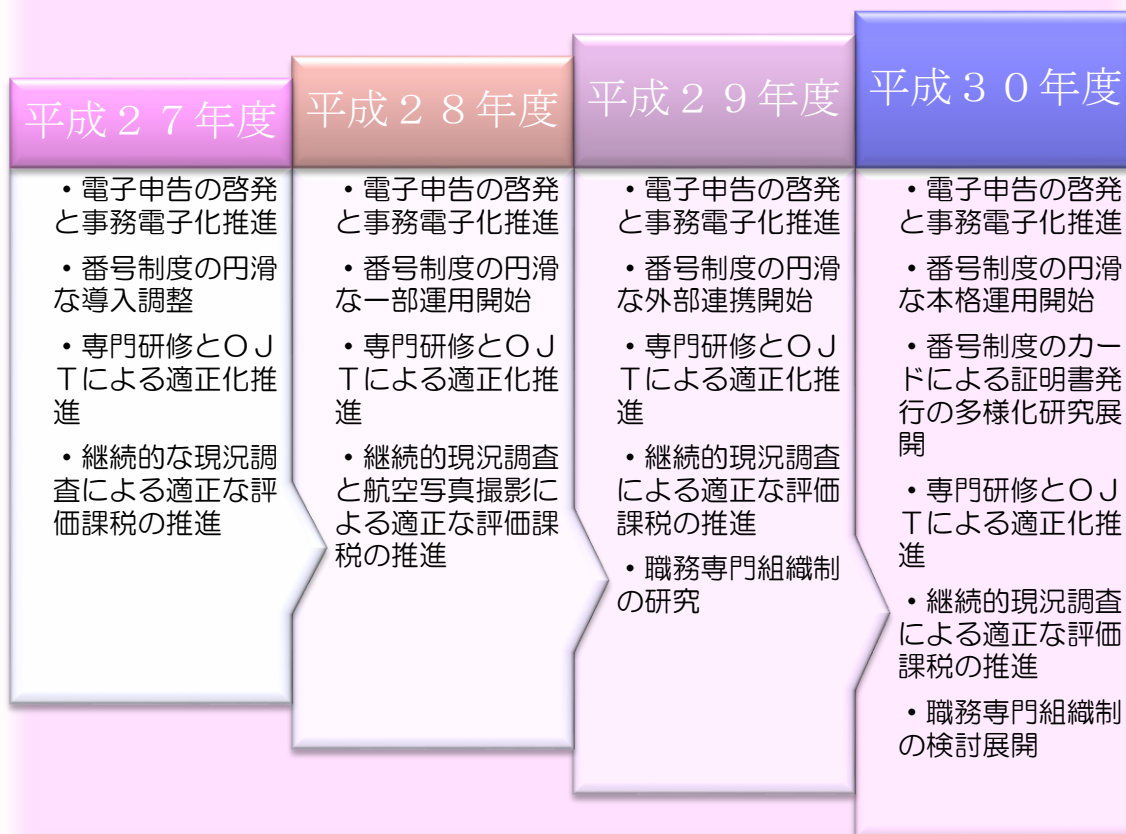 平成２７年度
・電子申告の啓発
と事務電子化推進
・番号制度の円滑
な導入調整
・専門研修とＯＪ
Ｔによる適正化推
進
・継続的な現況調
査による適正な評
価課税の推進
平成２８年度
・電子申告の啓発
と事務電子化推進
・番号制度の円滑
な一部運用開始
・専門研修とＯＪ
Ｔによる適正化推
進
・継続的現況調査
と航空写真撮影に
よる適正な評価課
税の推進
平成２９年度
・電子申告の啓発
と事務電子化推進
・番号制度の円滑
な外部連携開始
・専門研修とＯＪ
Ｔによる適正化推
進
・継続的現況調査
による適正な評価
課税の推進
・職務専門組織制
の研究
平成３０年度
・電子申告の啓発
と事務電子化推進
・番号制度の円滑
な本格運用開始
・番号制度のカー
ドによる証明書発
行の多様化研究展
開
・専門研修とＯＪ
Ｔによる適正化推
進
・継続的現況調査
による適正な評価
課税の推進
・職務専門組織制
の検討展開